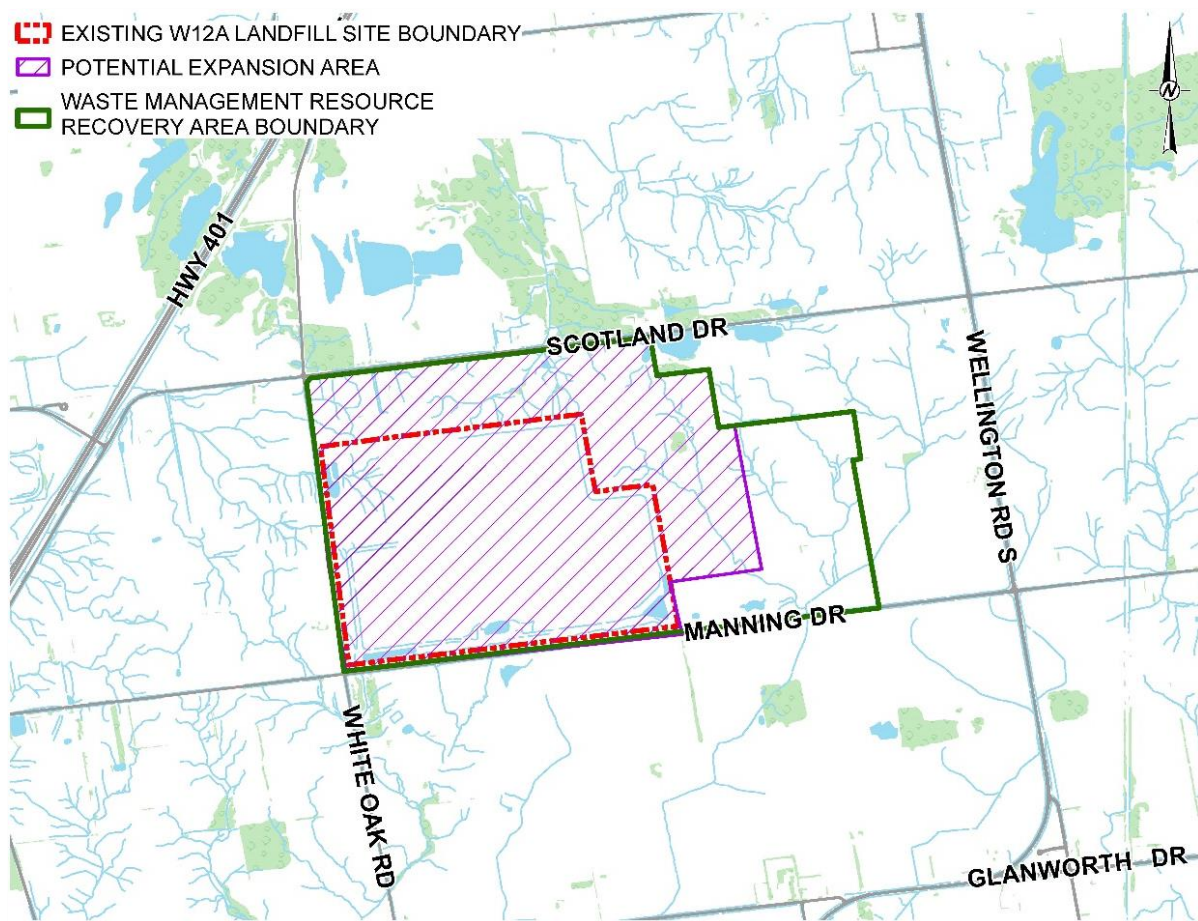 EXISTING W12A LANDFILL SITE BOUNDARY
POTENTIAL EXPANSION AREA
WASTE MANAGEMENT RESOURCE
RECOVERY AREA BOUNDARY
N
HWY 401
SCOTLAND DR
WELLINGTON RD S
MANNING DR
WHITE OAK RD
GLANWORTH DR